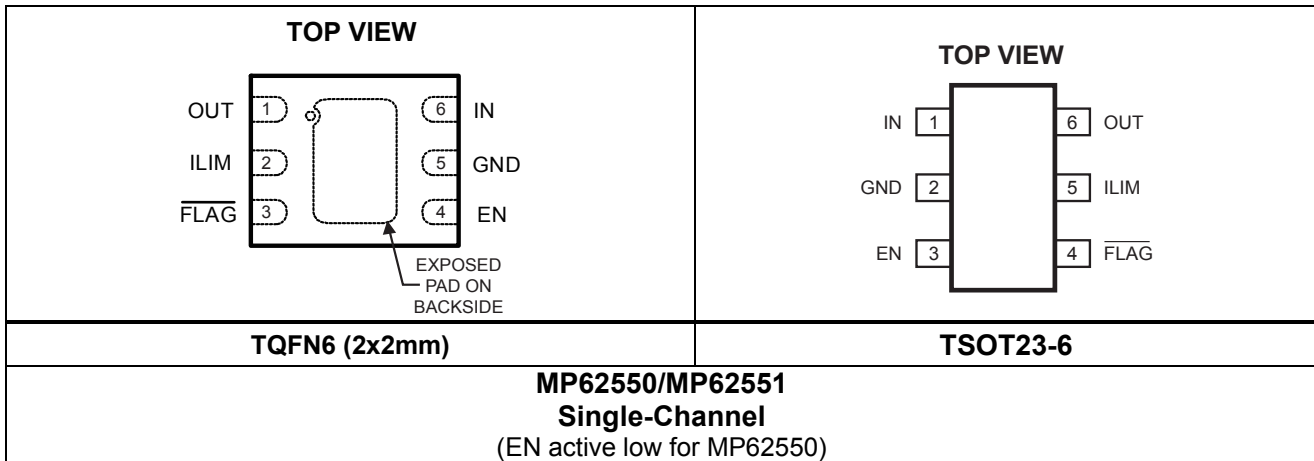 TOP VIEW
OUT 1
6 IN
ILIM 2
5 GND
FLAG 3
4 EN
EXPOSED
PAD ON
BACKSIDE
TQFN6 (2x2mm)
TOP VIEW
IN 1
6 OUT
GND 2
5 ILIM
EN 3
4 FLAG
TSOT23-6
MP62550/MP62551
Single-Channel
(EN active low for MP62550)